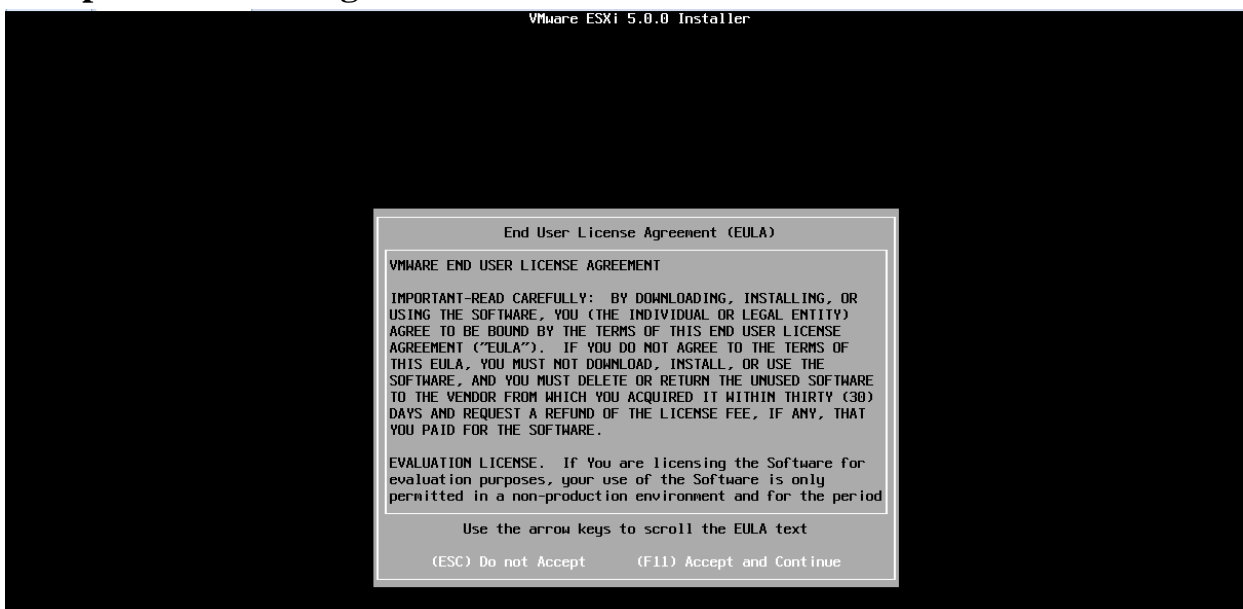 VMware ESXi 5.0.0 Installer
End User License Agreement (EULA)
VMWARE END USER LICENSE AGREEMENT
IMPORTANT-READ CAREFULLY: BY DOWNLOADING, INSTALLING, OR
USING THE SOFTWARE, YOU (THE INDIVIDUAL OR LEGAL ENTITY)
AGREE TO BE BOUND BY THE TERMS OF THIS END USER LICENSE
AGREEMENT ("EULA"). IF YOU DO NOT AGREE TO THE TERMS OF
THIS EULA, YOU MUST NOT DOWNLOAD, INSTALL, OR USE THE
SOFTWARE, AND YOU MUST DELETE OR RETURN THE UNUSED SOFTWARE
TO THE VENDOR FROM WHICH YOU ACQUIRED IT WITHIN THIRTY (30)
DAYS AND REQUEST A REFUND OF THE LICENSE FEE, IF ANY, THAT
YOU PAID FOR THE SOFTWARE.
EVALUATION LICENSE. If You are licensing the Software for
evaluation purposes, your use of the Software is only
permitted in a non-production environment and for the period
Use the arrow keys to scroll the EULA text
(ESC) Do not Accept (F11) Accept and Continue